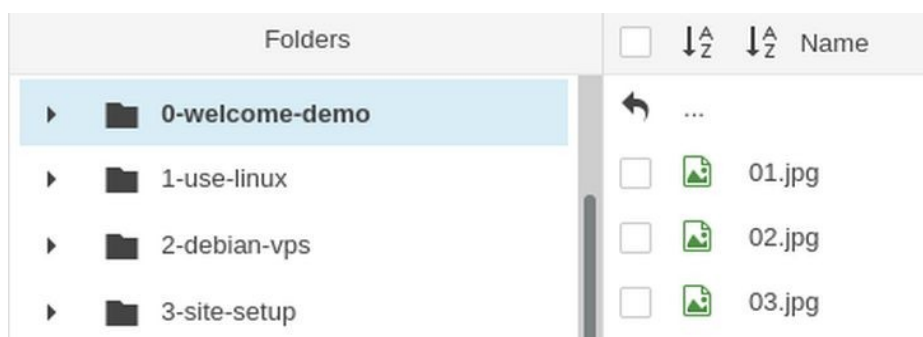 Folders
Name
0-welcome-demo
...
1-use-linux
01.jpg
2-debian-vps
02.jpg
3-site-setup
03.jpg